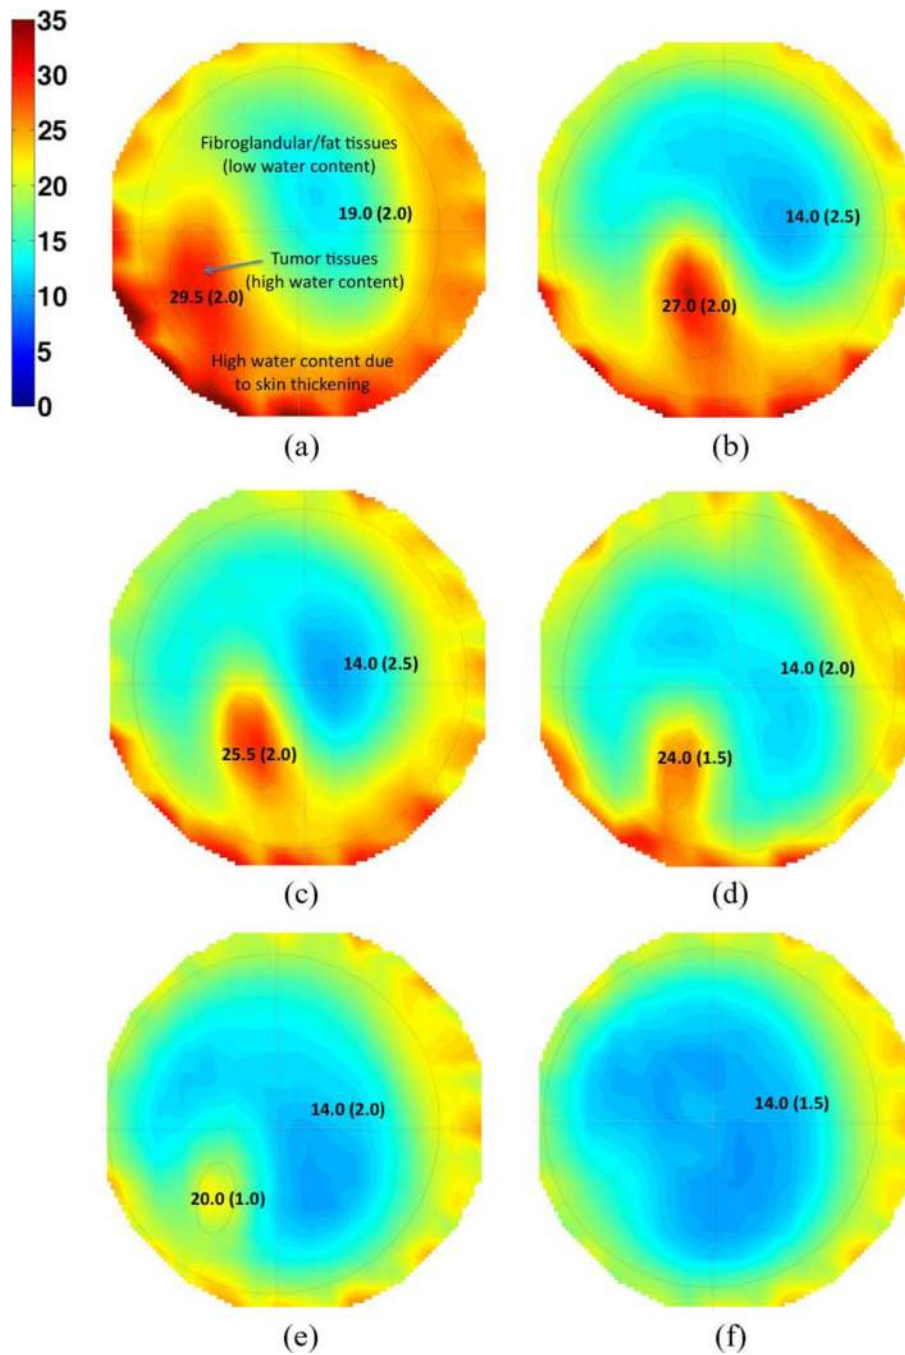 35
30
25
20
15
10
5
0
Fibroglandular/fat tissues
(low water content)
19.0 (2.0)
Tumor tissues
(high water content)
29.5 (2.0)
High water content due
to skin thickening
(a)
14.0 (2.5)
27.0 (2.0)
(b)
14.0 (2.5)
25.5 (2.0)
(c)
14.0 (2.0)
24.0 (1.5)
(d)
14.0 (2.0)
20.0 (1.0)
(e)
14.0 (1.5)
(f)